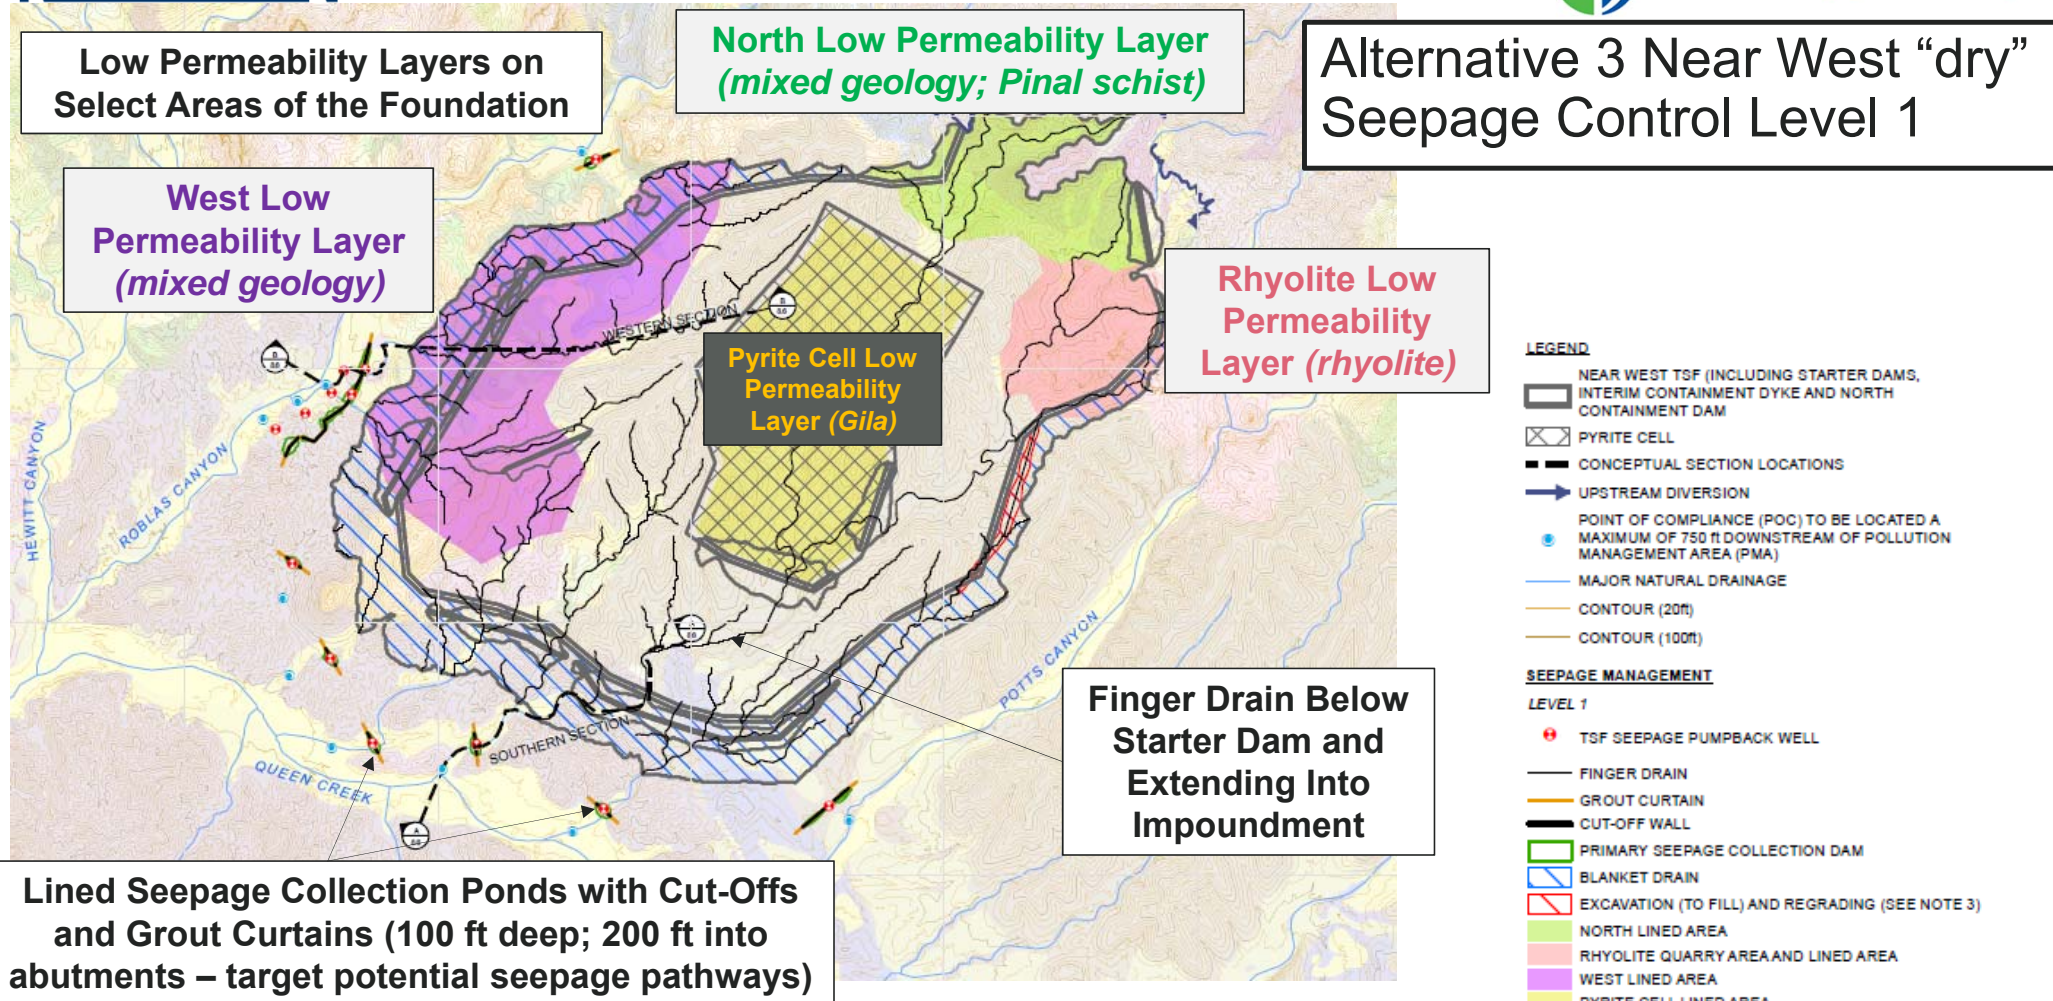 Low Permeability Layers on
Select Areas of the Foundation
North Low Permeability Layer
(mixed geology; Pinal schist)
Alternative 3 Near West “dry”
Seepage Control Level 1
West Low
Permeability Layer
(mixed geology)
Rhyolite Low
Permeability
Layer (rhyolite)
Pyrite Cell Low
Permeability
Layer (Gila)
WESTERN SECTION
HEWITT CANYON
ROBLAS CANYON
POTTS CANYON
SOUTHERN SECTION
QUEEN CREEK
Finger Drain Below
Starter Dam and
Extending Into
Impoundment
Lined Seepage Collection Ponds with Cut-Offs
and Grout Curtains (100 ft deep; 200 ft into
abutments – target potential seepage pathways)
LEGEND
NEAR WEST TSF (INCLUDING STARTER DAMS,
INTERIM CONTAINMENT DYKE AND NORTH
CONTAINMENT DAM
PYRITE CELL
CONCEPTUAL SECTION LOCATIONS
UPSTREAM DIVERSION
POINT OF COMPLIANCE (POC) TO BE LOCATED A
MAXIMUM OF 750 ft DOWNSTREAM OF POLLUTION
MANAGEMENT AREA (PMA)
MAJOR NATURAL DRAINAGE
CONTOUR (20ft)
CONTOUR (100ft)
SEEPAGE MANAGEMENT
LEVEL 1
TSF SEEPAGE PUMPBACK WELL
FINGER DRAIN
GROUT CURTAIN
CUT-OFF WALL
PRIMARY SEEPAGE COLLECTION DAM
BLANKET DRAIN
EXCAVATION (TO FILL) AND REGRADING (SEE NOTE 3)
NORTH LINED AREA
RHYOLITE QUARRY AREA AND LINED AREA
WEST LINED AREA
PYRITE CELL LINED AREA